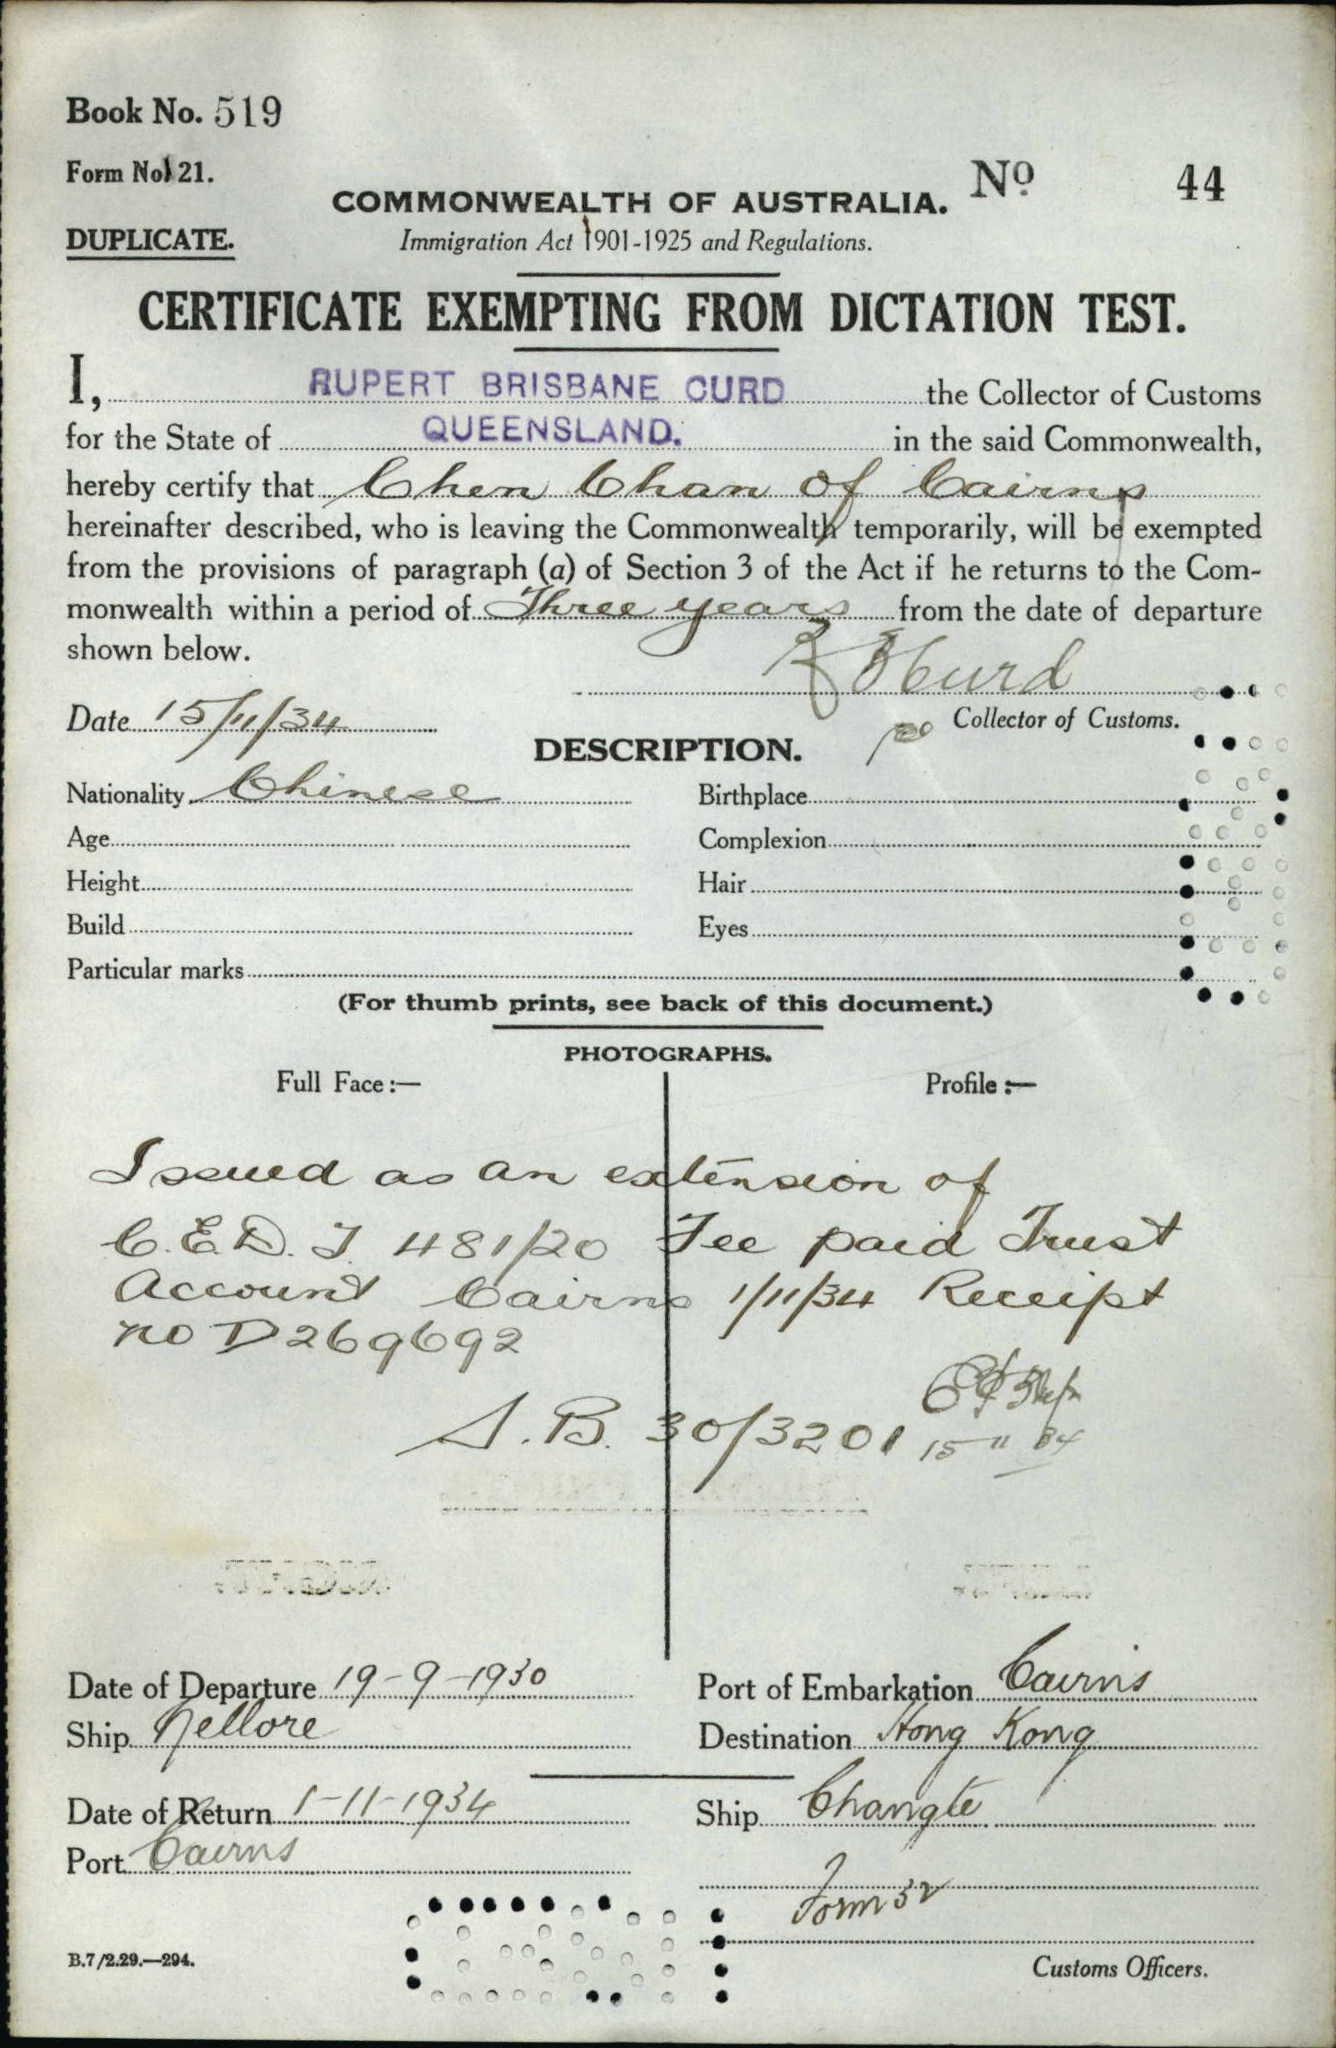 Book No. 519
Form No. 21.
No 44
COMMONWEALTH OF AUSTRALIA.
DUPLICATE.
Immigration Act 1901-1925 and Regulations.
CERTIFICATE EXEMPTING FROM DICTATION TEST.
I, RUPERT BRISBANE CURD the Collector of Customs
for the State of QUEENSLAND. in the said Commonwealth,
hereby certify that Chen Chan of Cairns
hereinafter described, who is leaving the Commonwealth temporarily, will be exempted
from the provisions of paragraph (a) of Section 3 of the Act if he returns to the Com-
monwealth within a period of Three years from the date of departure
shown below.
R B Curd
Date 15/11/34
Collector of Customs.
DESCRIPTION.
Nationality Chinese
Birthplace
Age
Complexion
Height
Hair
Build
Eyes
Particular marks
(For thumb prints, see back of this document.)
PHOTOGRAPHS.
Full Face:— Profile:—
Issued as an extension of
C.E.D.T. 481/20 Fee paid Trust
Account Cairns 1/11/34 Receipt
no D269692
S.B. 30/3201
15 11 34
Date of Departure 19-9-1930
Port of Embarkation Cairns
Ship Nellore
Destination Hong Kong
Date of Return 1-11-1934
Ship Changte
Port Cairns
Form 32
B.7/2.29.—294.
Customs Officers.